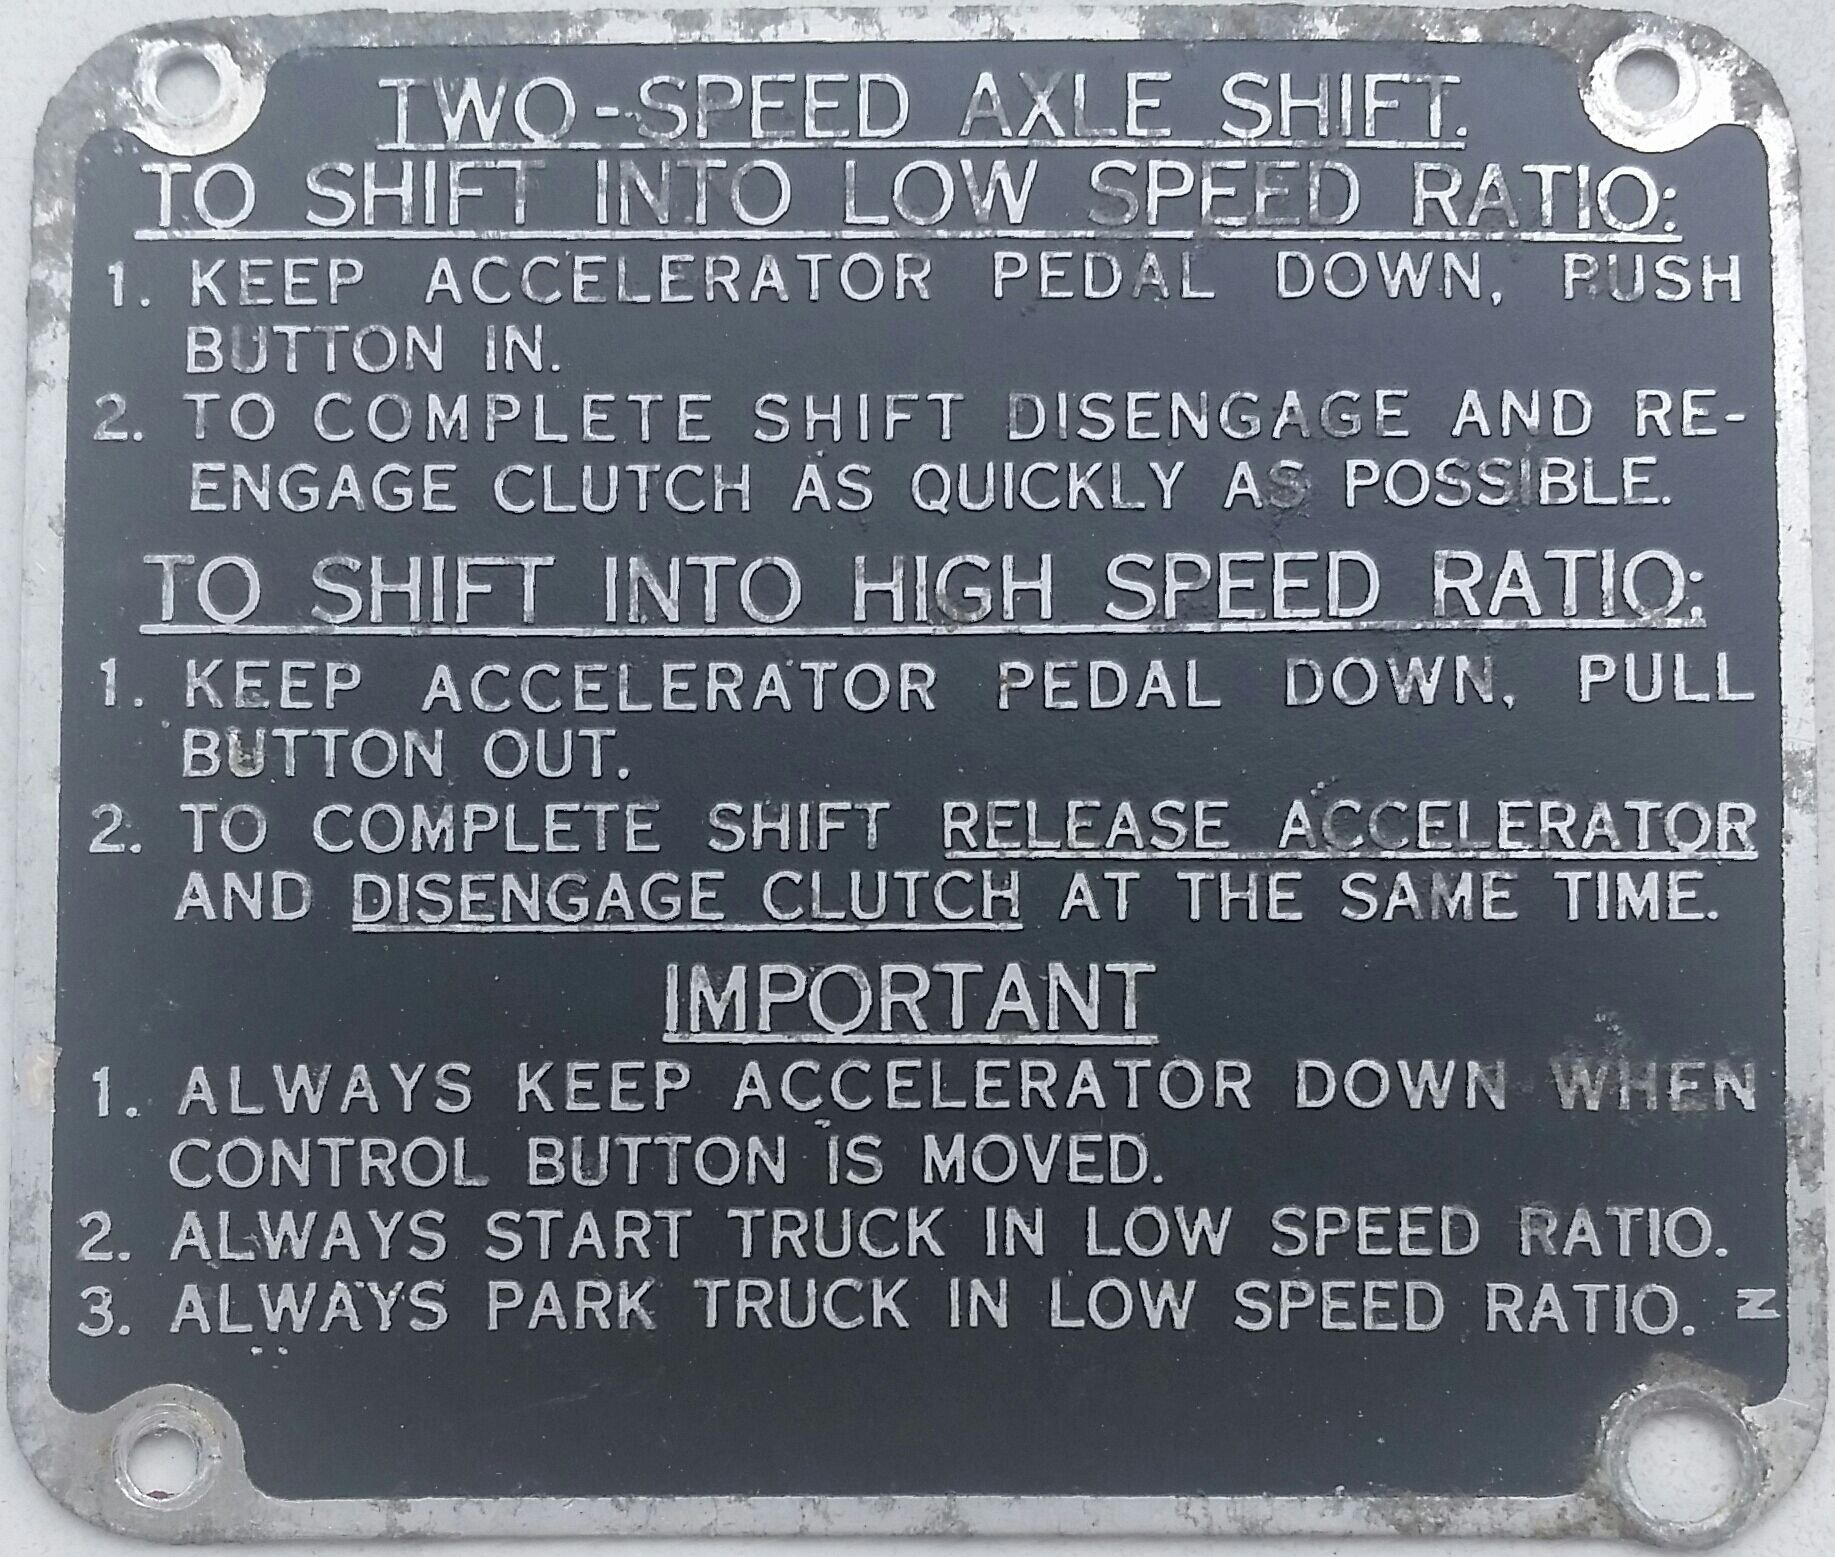 TWO-SPEED AXLE SHIFT.
TO SHIFT INTO LOW SPEED RATIO:
1. KEEP ACCELERATOR PEDAL DOWN, PUSH
BUTTON IN.
2. TO COMPLETE SHIFT DISENGAGE AND RE-
ENGAGE CLUTCH AS QUICKLY AS POSSIBLE.
TO SHIFT INTO HIGH SPEED RATIO:
1. KEEP ACCELERATOR PEDAL DOWN, PULL
BUTTON OUT.
2. TO COMPLETE SHIFT RELEASE ACCELERATOR
AND DISENGAGE CLUTCH AT THE SAME TIME.
IMPORTANT
1. ALWAYS KEEP ACCELERATOR DOWN WHEN
CONTROL BUTTON IS MOVED.
2. ALWAYS START TRUCK IN LOW SPEED RATIO.
3. ALWAYS PARK TRUCK IN LOW SPEED RATIO. Z